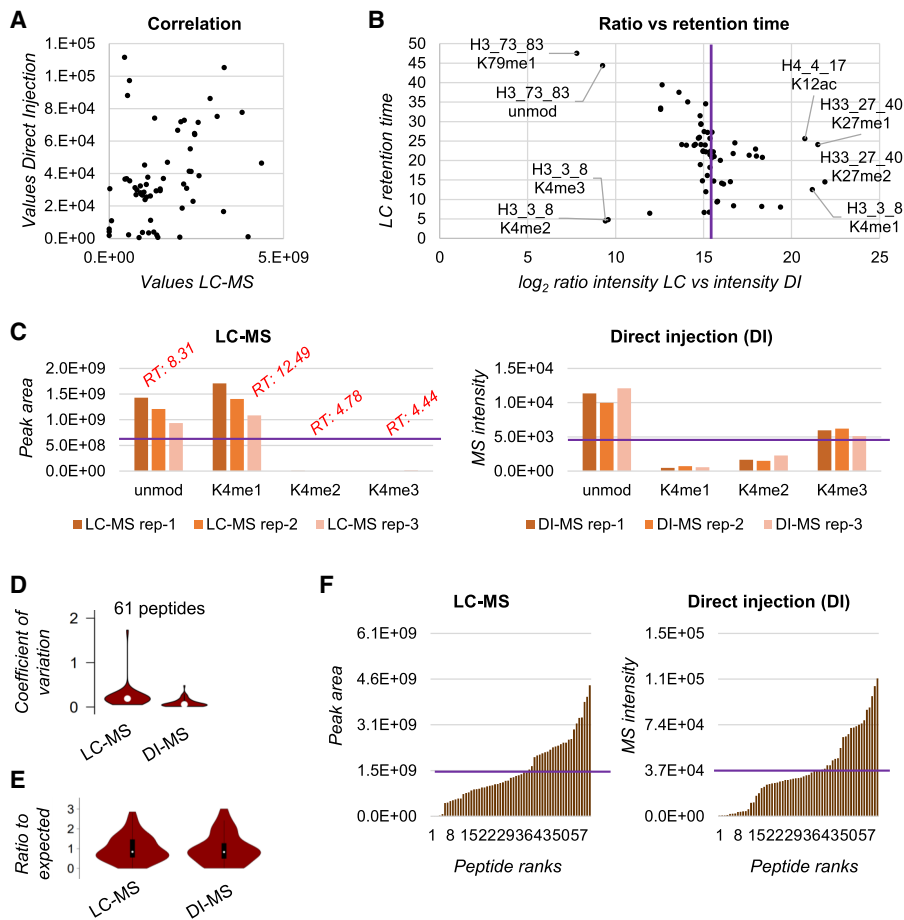 A
Correlation
1.E+05
1.E+05
8.E+04
6.E+04
4.E+04
2.E+04
0.E+00
Values Direct Injection
0.E+00
5.E+09
Values LC-MS
B
Ratio vs retention time
50
45
40
35
30
25
20
15
10
5
0
LC retention time
H3_73_83
K79me1
H3_73_83
unmod
H3_3_8
K4me3
H3_3_8
K4me2
H4_4_17
K12ac
H33_27_40
K27me1
H33_27_40
K27me2
H3_3_8
K4me1
0
5
10
15
20
25
log2 ratio intensity LC vs intensity DI
C
LC-MS
2.0E+09
1.5E+09
1.0E+09
5.0E+08
0.0E+00
Peak area
RT: 8.31
RT: 12.49
RT: 4.78
RT: 4.44
unmod
K4me1
K4me2
K4me3
LC-MS rep-1
LC-MS rep-2
LC-MS rep-3
Direct injection (DI)
1.5E+04
1.0E+04
5.0E+03
0.0E+00
MS intensity
unmod
K4me1
K4me2
K4me3
DI-MS rep-1
DI-MS rep-2
DI-MS rep-3
D
61 peptides
2
1
0
Coefficient of
variation
LC-MS
DI-MS
E
3
2
1
0
Ratio to
expected
LC-MS
DI-MS
F
LC-MS
6.1E+09
4.6E+09
3.1E+09
1.5E+09
0.0E+00
Peak area
1 8 15222936435057
Peptide ranks
Direct injection (DI)
1.5E+05
1.1E+05
7.4E+04
3.7E+04
0.0E+00
MS intensity
1 8 15222936435057
Peptide ranks